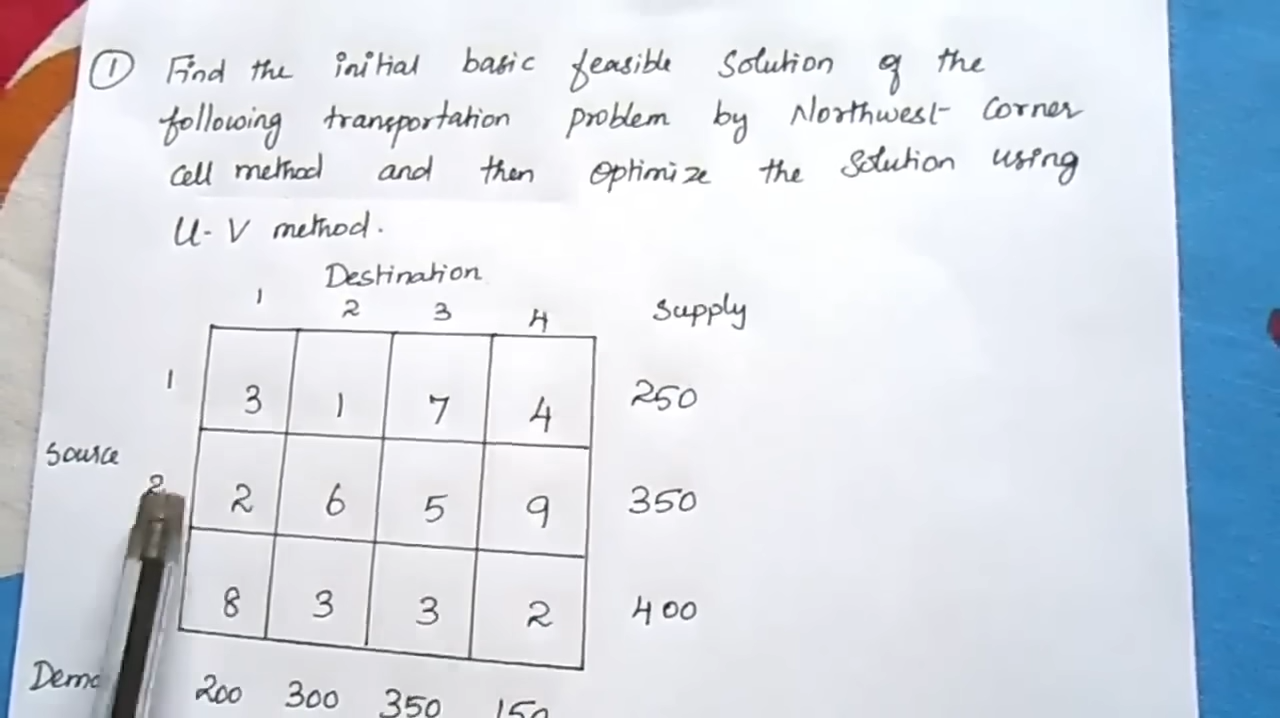 ① Find the initial basic feasible solution of the
following transportation problem by Northwest Corner
Cell method and then optimize the solution using
U-V method.
Destination
1 2 3 4 Supply
1 3 1 7 4 250
Source
2 2 6 5 9 350
8 3 3 2 400
200 300 350 150